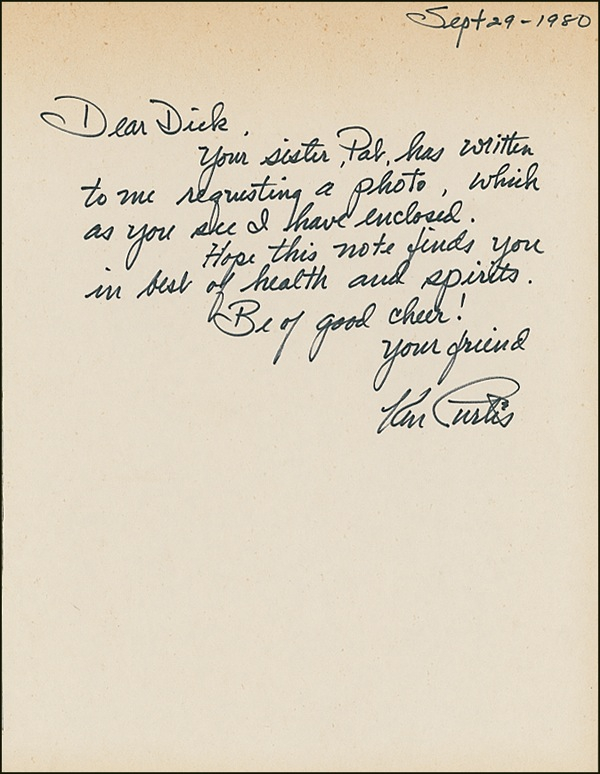 Sept 29-1980
Dear Dick,
Your sister, Pat, has written
to me requesting a photo, which
as you see I have enclosed.
Hope this note finds you
in best of health and spirits.
Be of good cheer!
Your friend
Ken Curtis